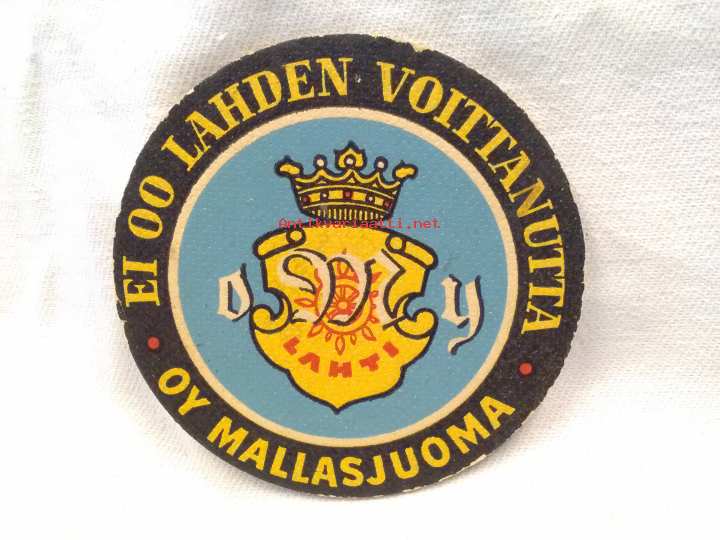 EI OO LAHDEN VOITTANUTTA
Antikvariaatti.net
O M Y
LAHTI
OY MALLASJUOMA